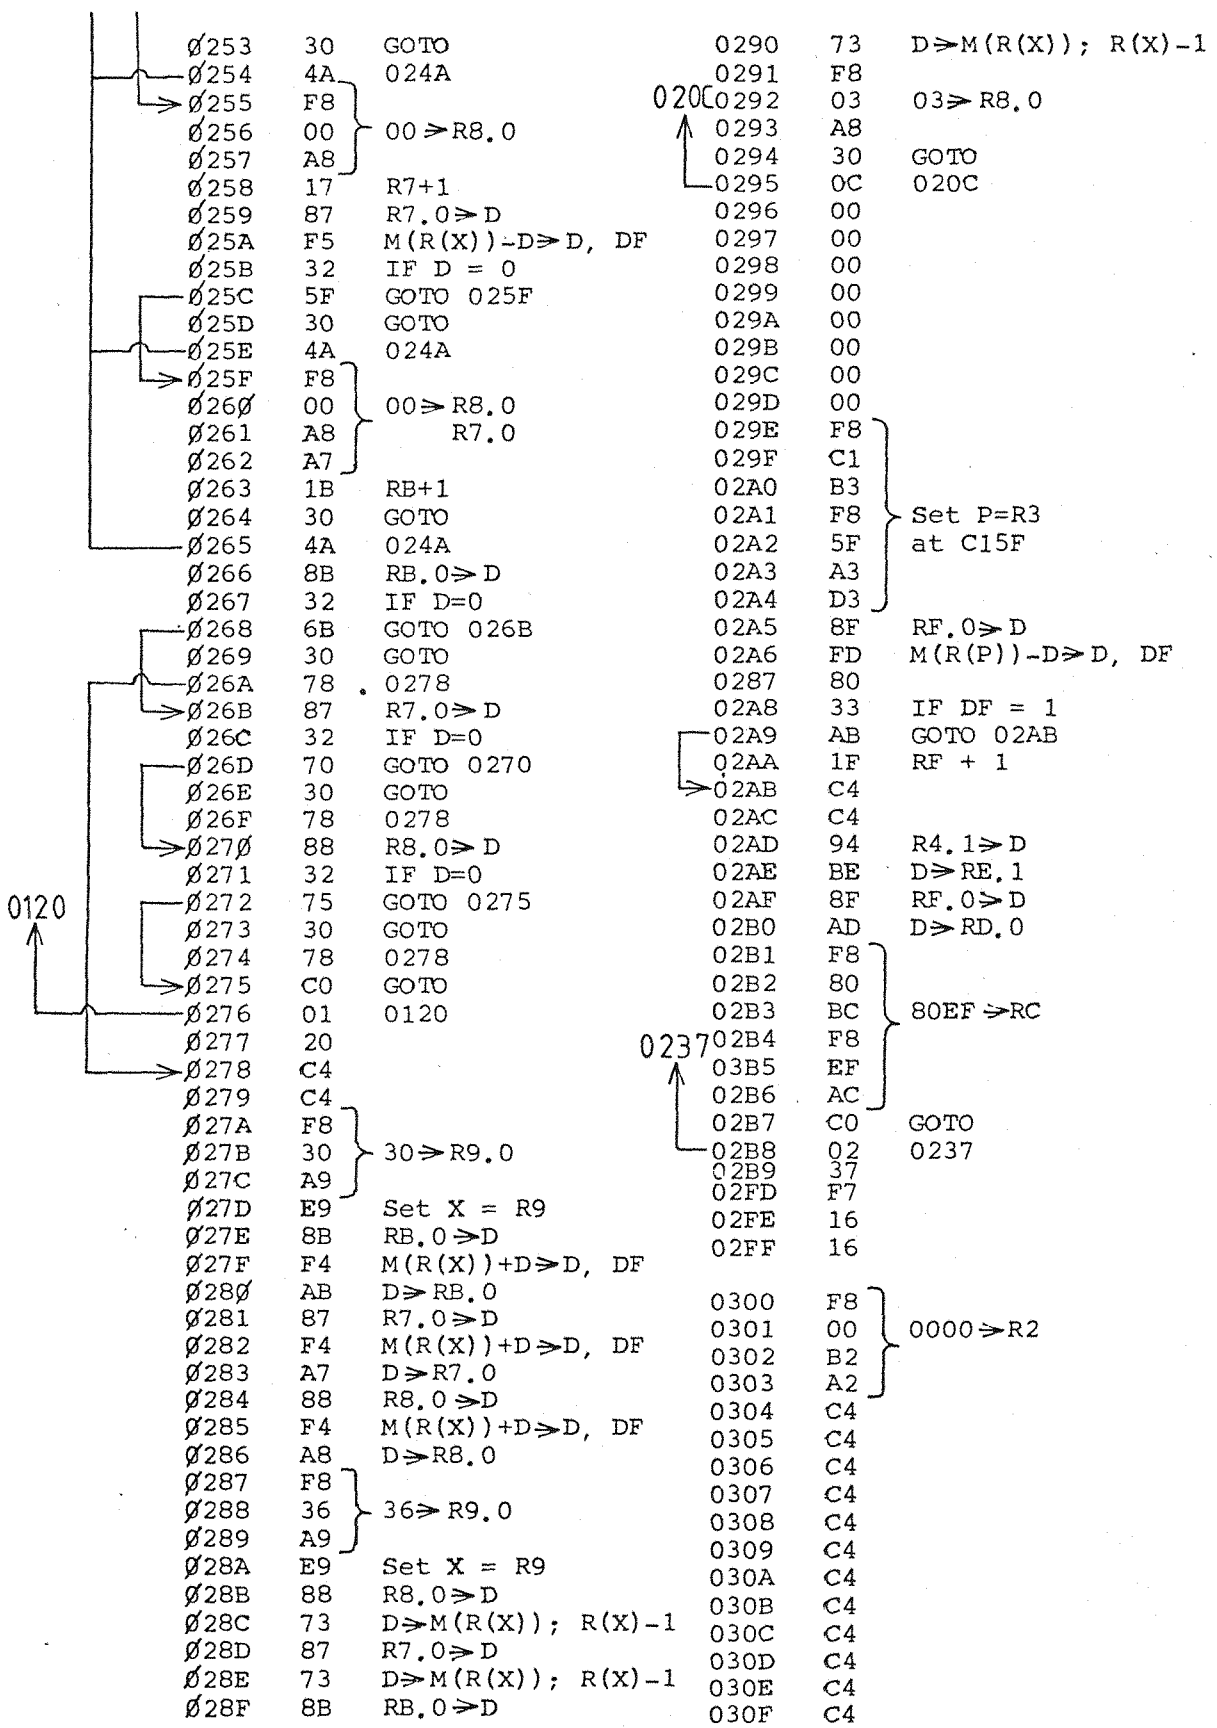 Ø253 30 GOTO
Ø254 4A 024A
Ø255 F8
Ø256 00 00⪢R8.0
Ø257 A8
Ø258 17 R7+1
Ø259 87 R7.0⪢D
Ø25A F5 M(R(X))-D⪢D, DF
Ø25B 32 IF D = 0
Ø25C 5F GOTO 025F
Ø25D 30 GOTO
Ø25E 4A 024A
Ø25F F8
Ø26Ø 00 00⪢R8.0
Ø261 A8 R7.0
Ø262 A7
Ø263 1B RB+1
Ø264 30 GOTO
Ø265 4A 024A
Ø266 8B RB.0⪢D
Ø267 32 IF D=0
Ø268 6B GOTO 026B
Ø269 30 GOTO
Ø26A 78 . 0278
Ø26B 87 R7.0⪢D
Ø26C 32 IF D=0
Ø26D 70 GOTO 0270
Ø26E 30 GOTO
Ø26F 78 0278
Ø27Ø 88 R8.0⪢D
Ø271 32 IF D=0
0120
Ø272 75 GOTO 0275
Ø273 30 GOTO
Ø274 78 0278
Ø275 C0 GOTO
Ø276 01 0120
Ø277 20
Ø278 C4
Ø279 C4
Ø27A F8
Ø27B 30 30⪢R9.0
Ø27C A9
Ø27D E9 Set X = R9
Ø27E 8B RB.0⪢D
Ø27F F4 M(R(X))+D⪢D, DF
Ø28Ø AB D⪢RB.0
Ø281 87 R7.0⪢D
Ø282 F4 M(R(X))+D⪢D, DF
Ø283 A7 D⪢R7.0
Ø284 88 R8.0⪢D
Ø285 F4 M(R(X))+D⪢D, DF
Ø286 A8 D⪢R8.0
Ø287 F8
Ø288 36 36⪢R9.0
Ø289 A9
Ø28A E9 Set X = R9
Ø28B 88 R8.0⪢D
Ø28C 73 D⪢M(R(X)); R(X)-1
Ø28D 87 R7.0⪢D
Ø28E 73 D⪢M(R(X)); R(X)-1
Ø28F 8B RB.0⪢D
0290 73 D⪢M(R(X)); R(X)-1
0291 F8
020C
0292 03 03⪢R8.0
0293 A8
0294 30 GOTO
0295 0C 020C
0296 00
0297 00
0298 00
0299 00
029A 00
029B 00
029C 00
029D 00
029E F8
029F C1
02A0 B3
02A1 F8 Set P=R3
02A2 5F at C15F
02A3 A3
02A4 D3
02A5 8F RF.0⪢D
02A6 FD M(R(P))-D⪢D, DF
0287 80
02A8 33 IF DF = 1
02A9 AB GOTO 02AB
02AA 1F RF + 1
02AB C4
02AC C4
02AD 94 R4.1⪢D
02AE BE D⪢RE.1
02AF 8F RF.0⪢D
02B0 AD D⪢RD.0
02B1 F8
02B2 80
02B3 BC 80EF⪢RC
0237
02B4 F8
03B5 EF
02B6 AC
02B7 C0 GOTO
02B8 02 0237
02B9 37
02FD F7
02FE 16
02FF 16
0300 F8
0301 00 0000⪢R2
0302 B2
0303 A2
0304 C4
0305 C4
0306 C4
0307 C4
0308 C4
0309 C4
030A C4
030B C4
030C C4
030D C4
030E C4
030F C4